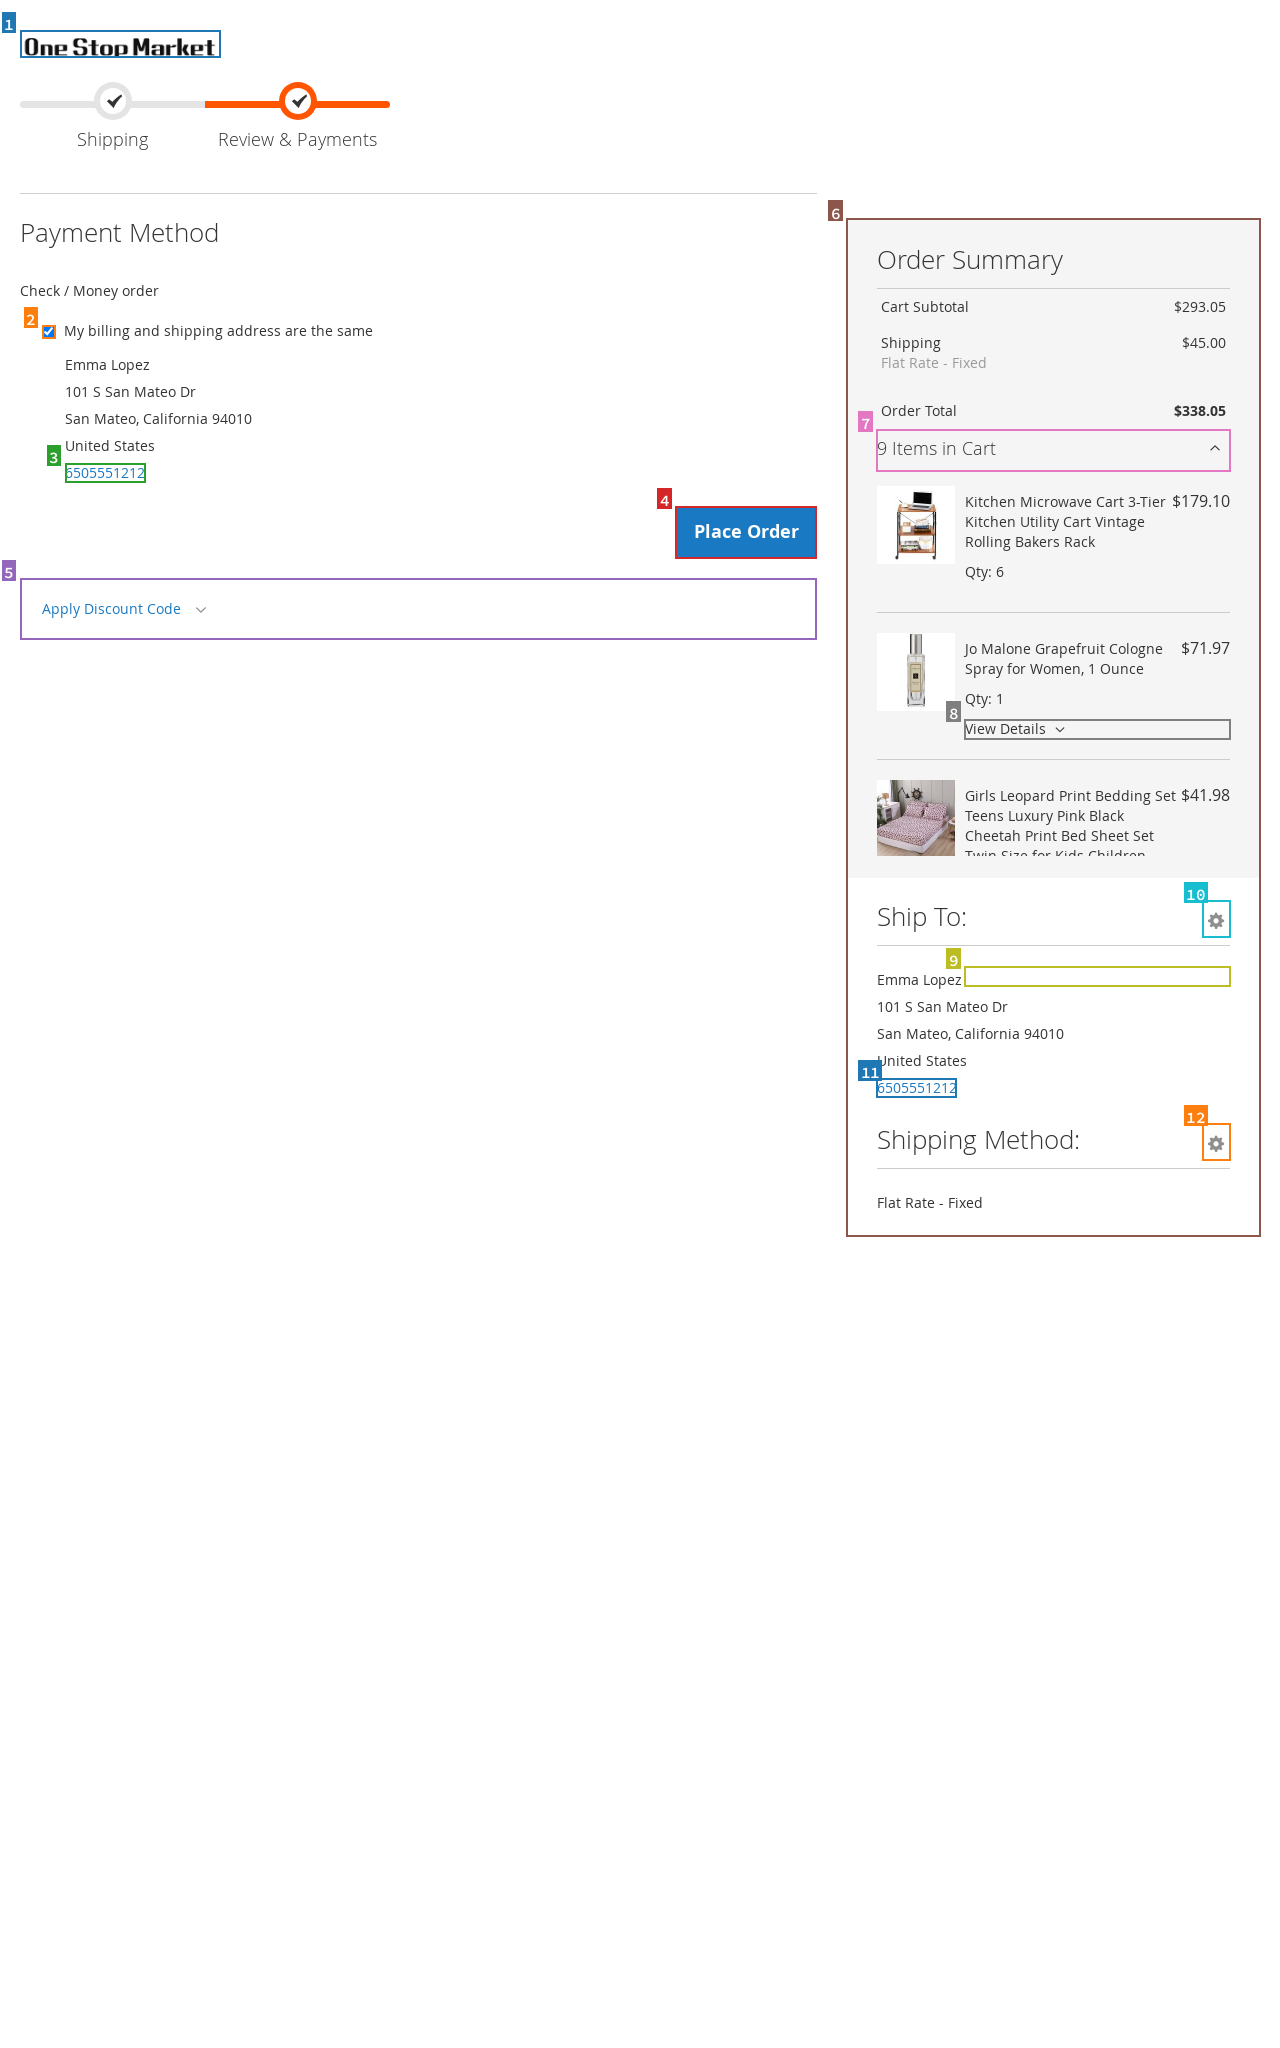 1
One Stop Market
Shipping
Review & Payments
Payment Method
Check / Money order
2
My billing and shipping address are the same
Emma Lopez
101 S San Mateo Dr
San Mateo, California 94010
United States
3
6505551212
4
Place Order
5
Apply Discount Code
6
Order Summary
Cart Subtotal $293.05
Shipping $45.00
Flat Rate - Fixed
Order Total $338.05
7
9 Items in Cart
Kitchen Microwave Cart 3-Tier $179.10
Kitchen Utility Cart Vintage
Rolling Bakers Rack
Qty: 6
Jo Malone Grapefruit Cologne $71.97
Spray for Women, 1 Ounce
Qty: 1
8
View Details
Girls Leopard Print Bedding Set $41.98
Teens Luxury Pink Black
Cheetah Print Bed Sheet Set
Twin Size for Kids Children
10
Ship To:
9
Emma Lopez
101 S San Mateo Dr
San Mateo, California 94010
United States
11
6505551212
12
Shipping Method:
Flat Rate - Fixed